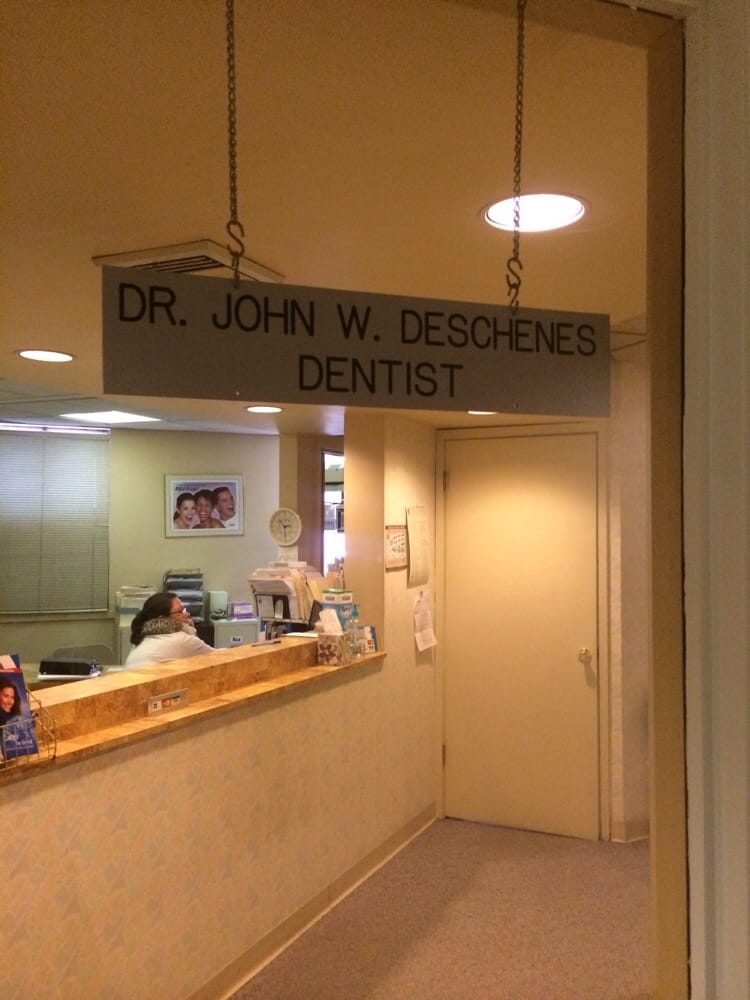 DR. JOHN W. DESCHENES
DENTIST